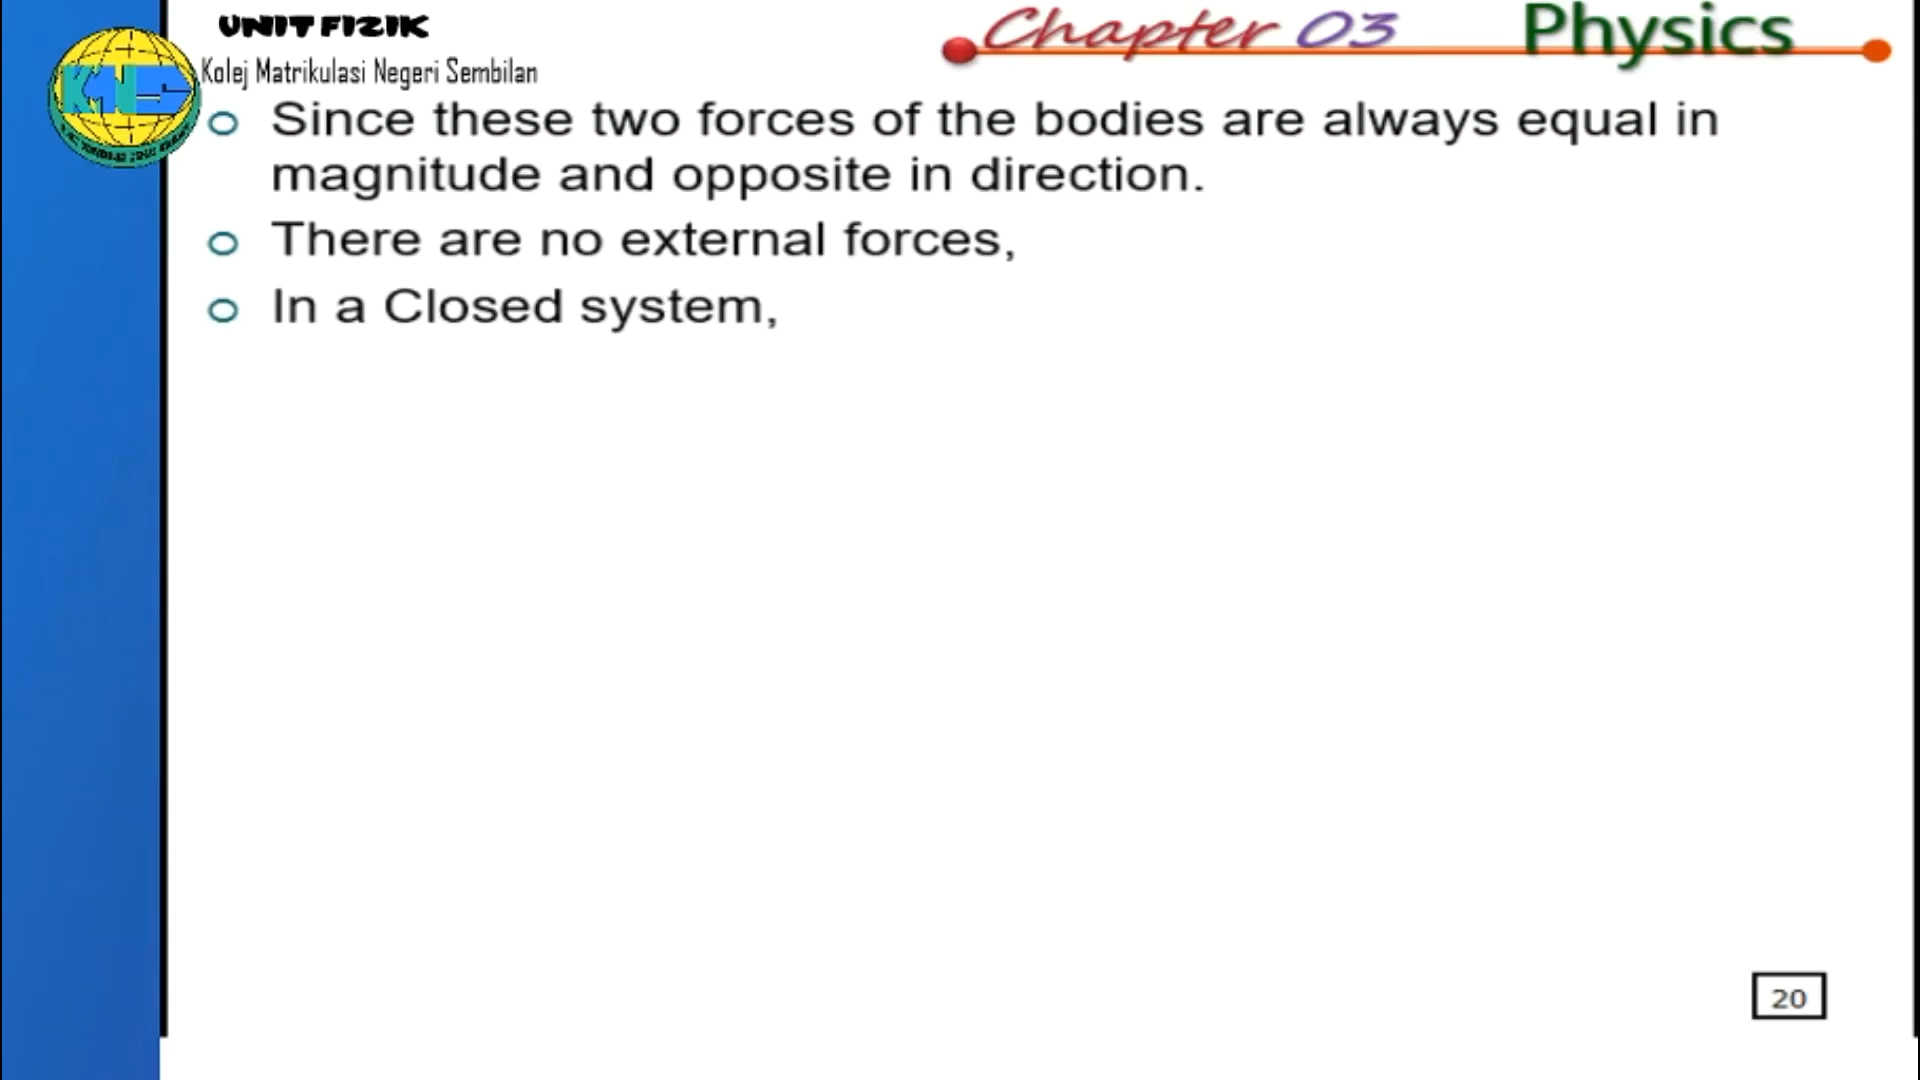 UNIT FIZIK
Kolej Matrikulasi Negeri Sembilan
Chapter 03
Physics
KMNS
Since these two forces of the bodies are always equal in
magnitude and opposite in direction.
There are no external forces,
In a Closed system,
20